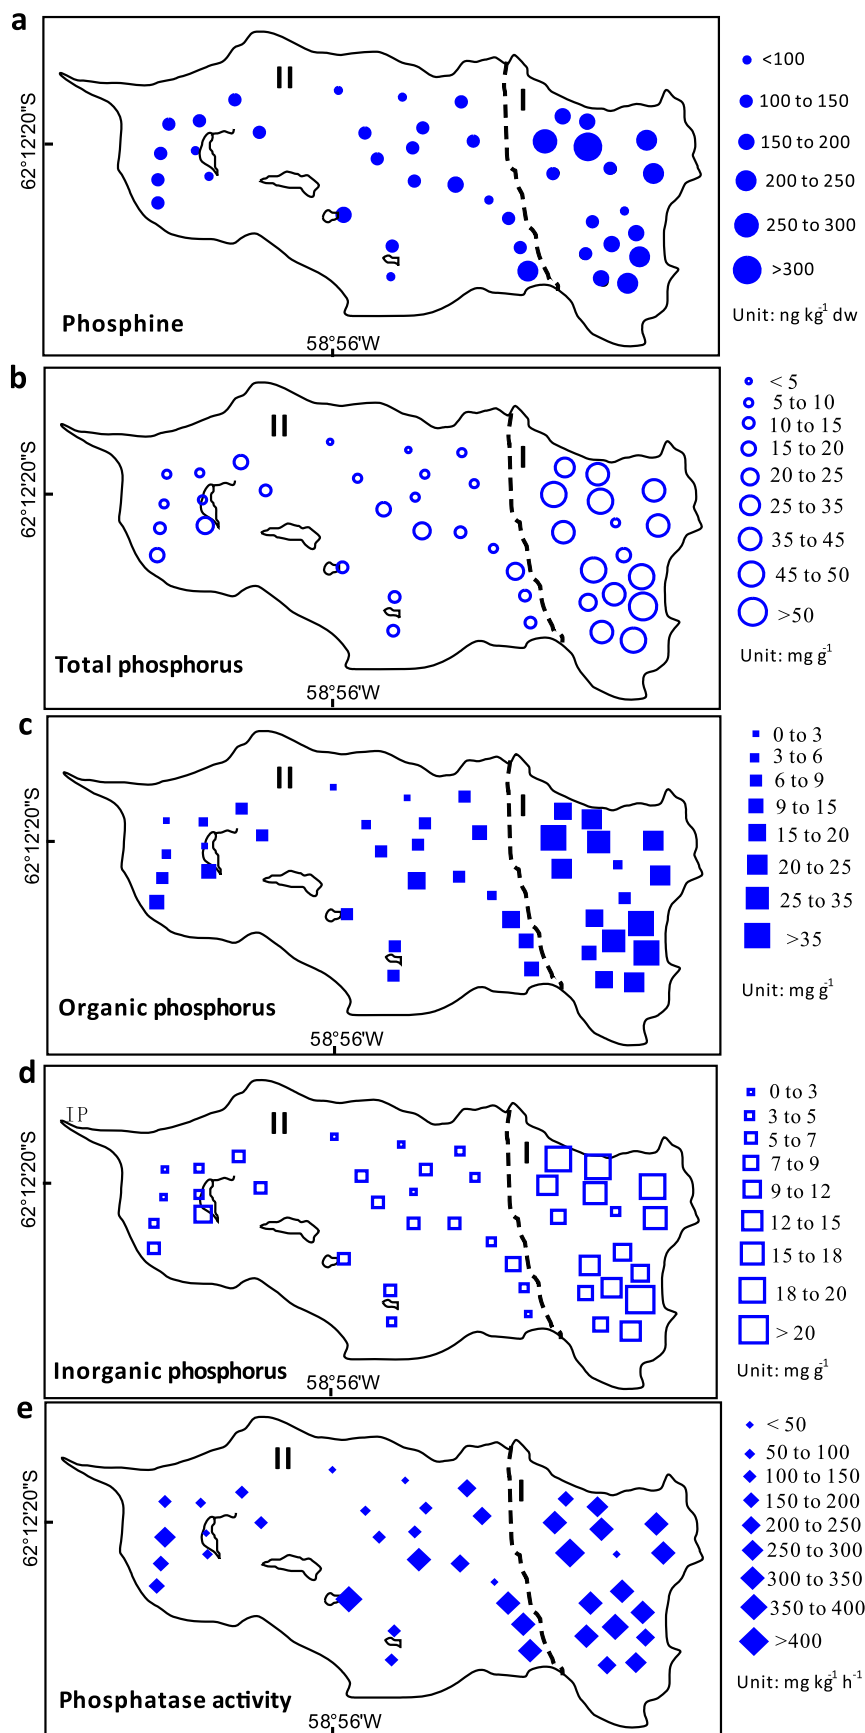 a
II
I
62°12'20"S
Phosphine
58°56'W
<100
100 to 150
150 to 200
200 to 250
250 to 300
>300
Unit: ng kg-1 dw
b
II
I
62°12'20"S
Total phosphorus
58°56'W
< 5
5 to 10
10 to 15
15 to 20
20 to 25
25 to 35
35 to 45
45 to 50
>50
Unit: mg g-1
c
II
I
62°12'20"S
Organic phosphorus
58°56'W
0 to 3
3 to 6
6 to 9
9 to 15
15 to 20
20 to 25
25 to 35
>35
Unit: mg g-1
d
IP
II
I
62°12'20"S
Inorganic phosphorus
58°56'W
0 to 3
3 to 5
5 to 7
7 to 9
9 to 12
12 to 15
15 to 18
18 to 20
> 20
Unit: mg g-1
e
II
I
62°12'20"S
Phosphatase activity
58°56'W
< 50
50 to 100
100 to 150
150 to 200
200 to 250
250 to 300
300 to 350
350 to 400
>400
Unit: mg kg-1 h-1